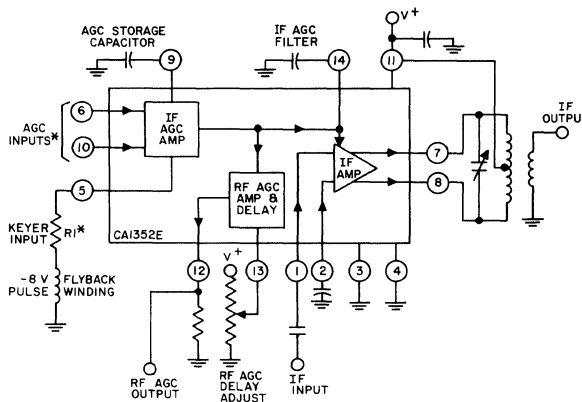 AGC STORAGE
CAPACITOR
IF AGC
FILTER
V+
9
14
11
AGC
INPUTS*
6
10
IF
AGC
AMP
IF
OUTPU
7
8
IF
AMP
5
RF AGC
AMP &
DELAY
KEYER
INPUT
R1*
CA1352E
-8 V
PULSE
FLYBACK
WINDING
V+
12
13
1
2
3
4
RF AGC
OUTPUT
RF AGC
DELAY
ADJUST
IF
INPUT